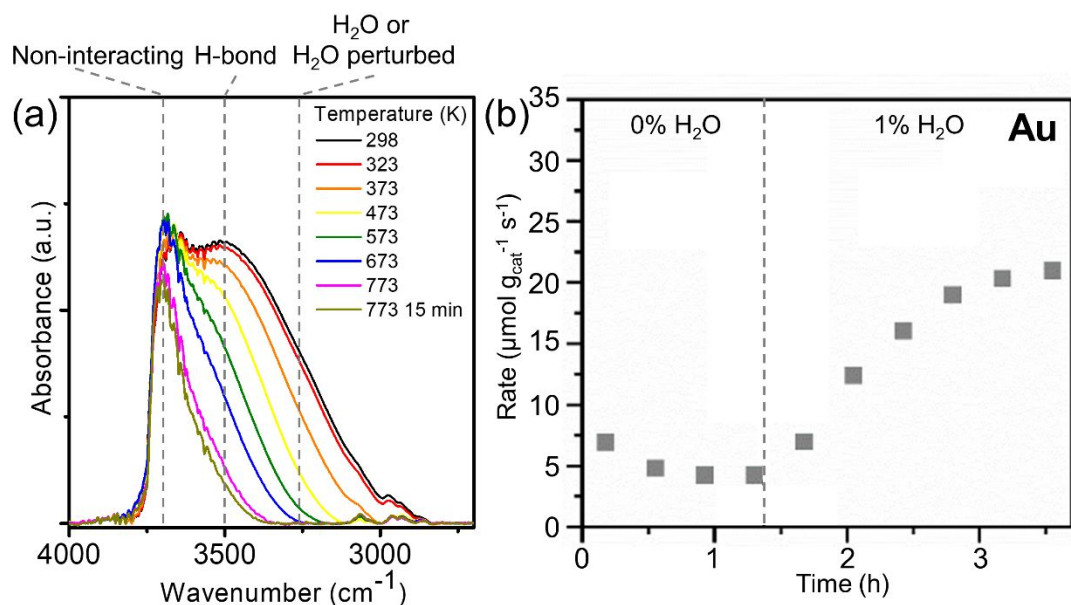 H₂O or
Non-interacting H-bond H₂O perturbed
(a)
Temperature (K)
298
323
373
473
573
673
773
773 15 min
Absorbance (a.u.)
4000 3500 3000
Wavenumber (cm⁻¹)
(b)
0% H₂O 1% H₂O Au
35
30
25
20
15
10
5
0
Rate (μmol g_cat⁻¹ s⁻¹)
0 1 2 3
Time (h)